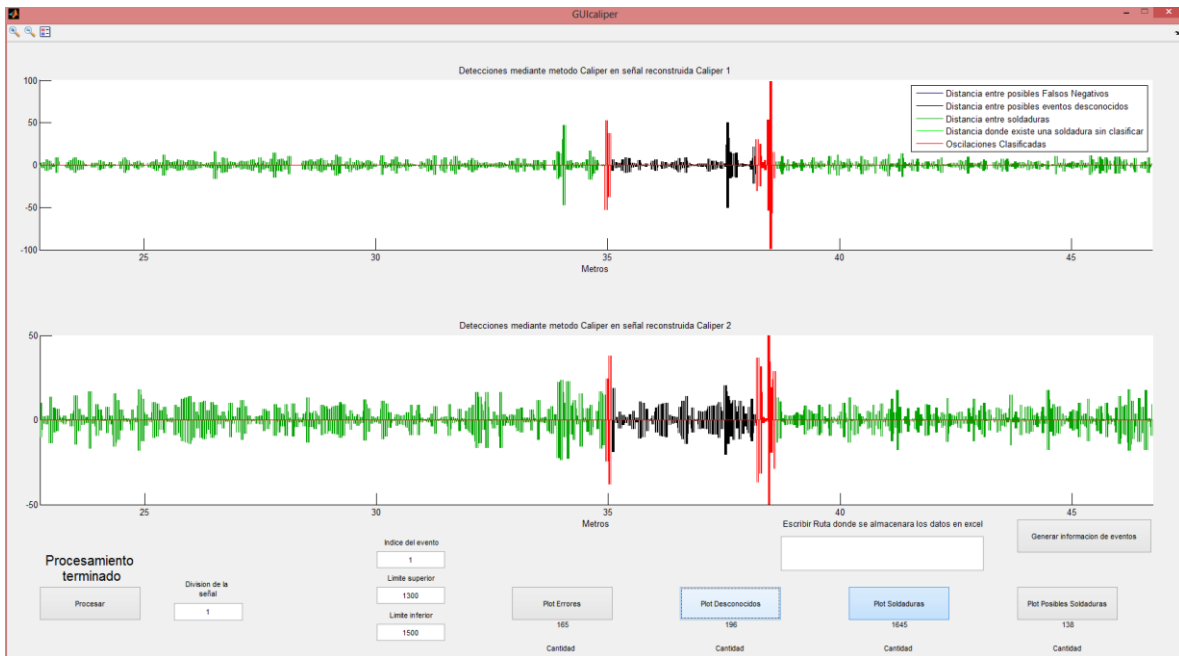 GUIcaliper
Detecciones mediante metodo Caliper en señal reconstruida Caliper 1
100
50
0
-50
-100
Distancia entre posibles Falsos Negativos
Distancia entre posibles eventos desconocidos
Distancia entre soldaduras
Distancia donde existe una soldadura sin clasificar
Oscilaciones Clasificadas
25 30 35 40 45
Metros
Detecciones mediante metodo Caliper en señal reconstruida Caliper 2
50
0
-50
25 30 35 40 45
Metros
Escribir Ruta donde se almacenara los datos en excel
Generar informacion de eventos
Procesamiento
terminado
Procesar
Division de la
señal
1
Indice del evento
1
Limite superior
1300
Limite inferior
1500
Plot Errores
165
Cantidad
Plot Desconocidos
196
Cantidad
Plot Soldaduras
1645
Cantidad
Plot Posibles Soldaduras
138
Cantidad